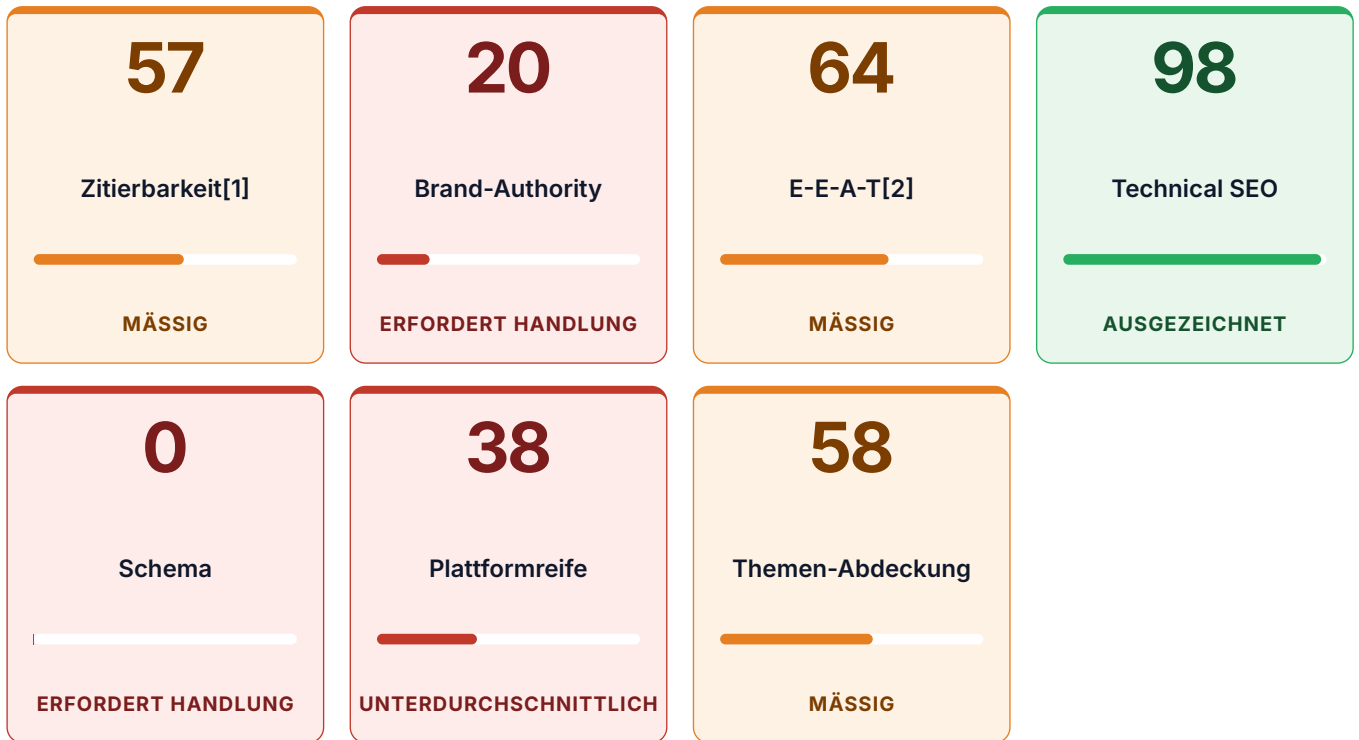 57
Zitierbarkeit[1]
MÄSSIG
20
Brand-Authority
ERFORDERT HANDLUNG
64
E-E-A-T[2]
MÄSSIG
98
Technical SEO
AUSGEZEICHNET
0
Schema
ERFORDERT HANDLUNG
38
Plattformreife
UNTERDURCHSCHNITTLICH
58
Themen-Abdeckung
MÄSSIG